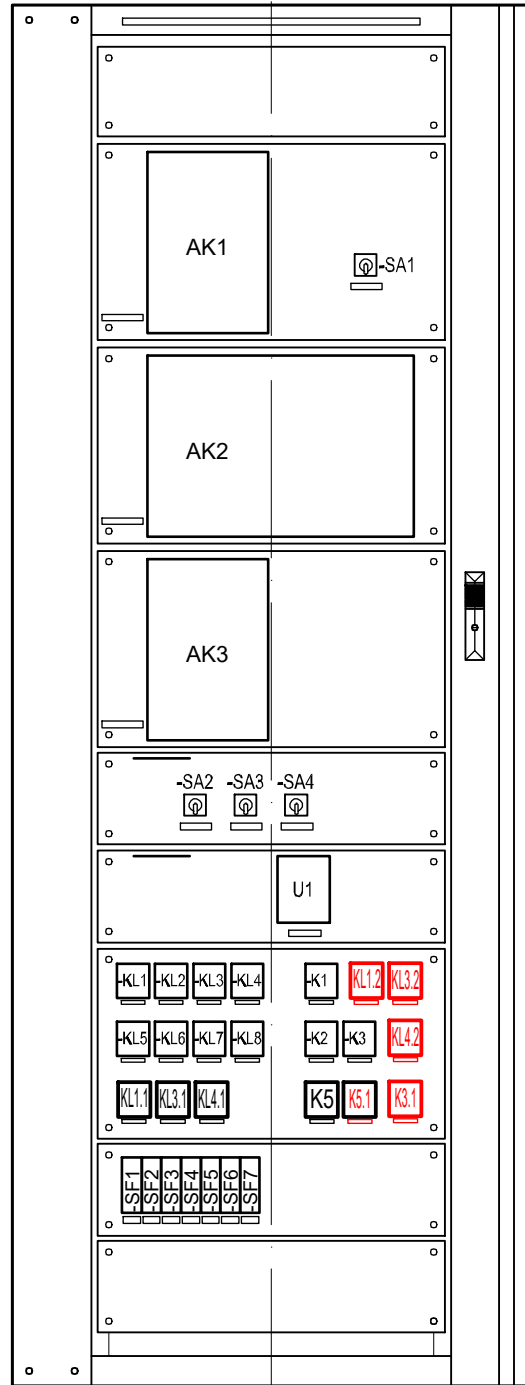 AK1
-SA1
AK2
AK3
-SA2 -SA3 -SA4
U1
-KL1 -KL2 -KL3 -KL4 -K1 KL1.2 KL3.2
-KL5 -KL6 -KL7 -KL8 -K2 -K3 KL4.2
KL1.1 KL3.1 KL4.1 K5 K5.1 K3.1
-SF1 -SF2 -SF3 -SF4 -SF5 -SF6 -SF7